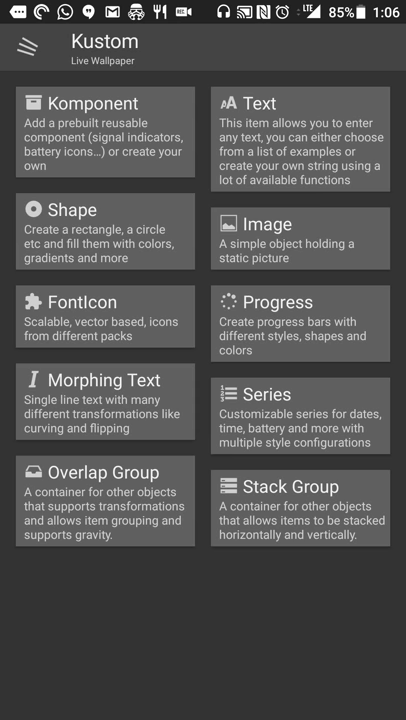 REC
LTE
85%
1:06
Kustom
Live Wallpaper
Komponent
Add a prebuilt reusable
component (signal indicators,
battery icons...) or create your
own
AA Text
This item allows you to enter
any text, you can either choose
from a list of examples or
create your own string using a
lot of available functions
Shape
Create a rectangle, a circle
etc and fill them with colors,
gradients and more
Image
A simple object holding a
static picture
FontIcon
Scalable, vector based, icons
from different packs
Progress
Create progress bars with
different styles, shapes and
colors
I Morphing Text
Single line text with many
different transformations like
curving and flipping
Series
Customizable series for dates,
time, battery and more with
multiple style configurations
Overlap Group
A container for other objects
that supports transformations
and allows item grouping and
supports gravity.
Stack Group
A container for other objects
that allows items to be stacked
horizontally and vertically.